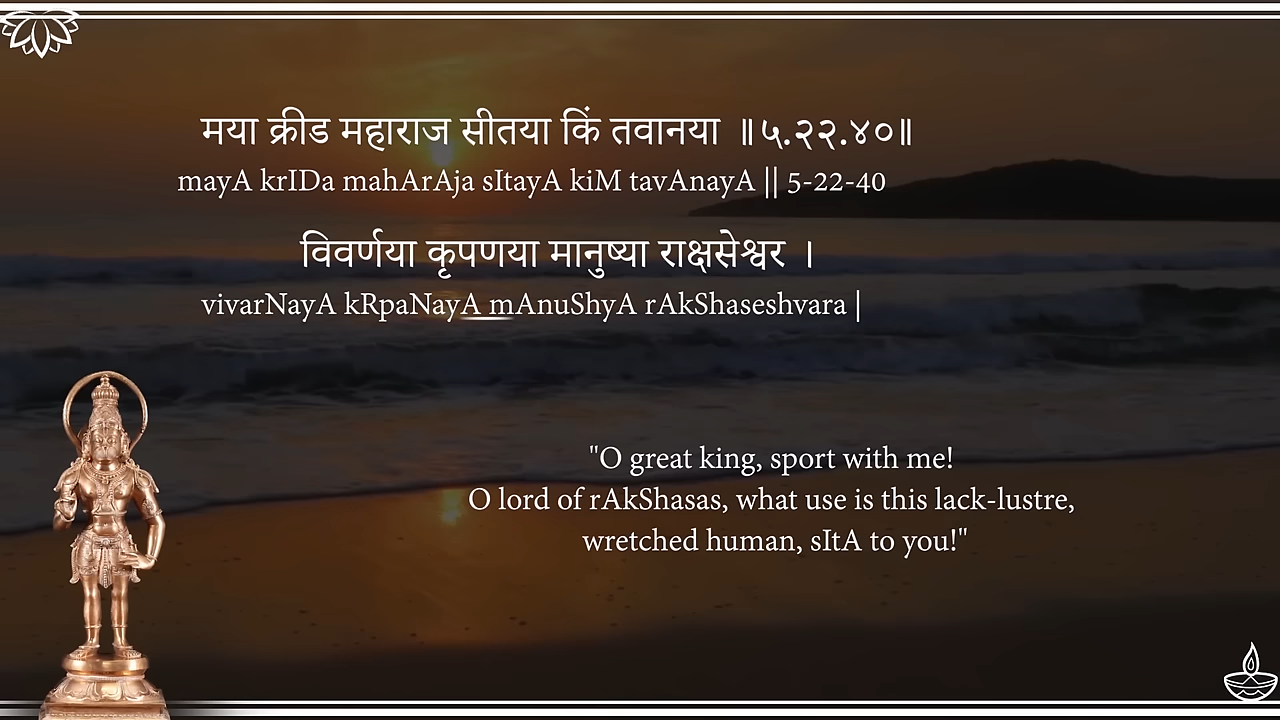 मया क्रीड महाराज सीतया किं तवानया ॥५.२२.४०॥
mayA krIDa mahArAja sItayA kiM tavAnayA || 5-22-40
विवर्णया कृपणया मानुष्या राक्षसेश्वर ।
vivarNayA kRpaNayA mAnuShyA rAkShaseshvara |
"O great king, sport with me!
O lord of rAkShasas, what use is this lack-lustre,
wretched human, sItA to you!"